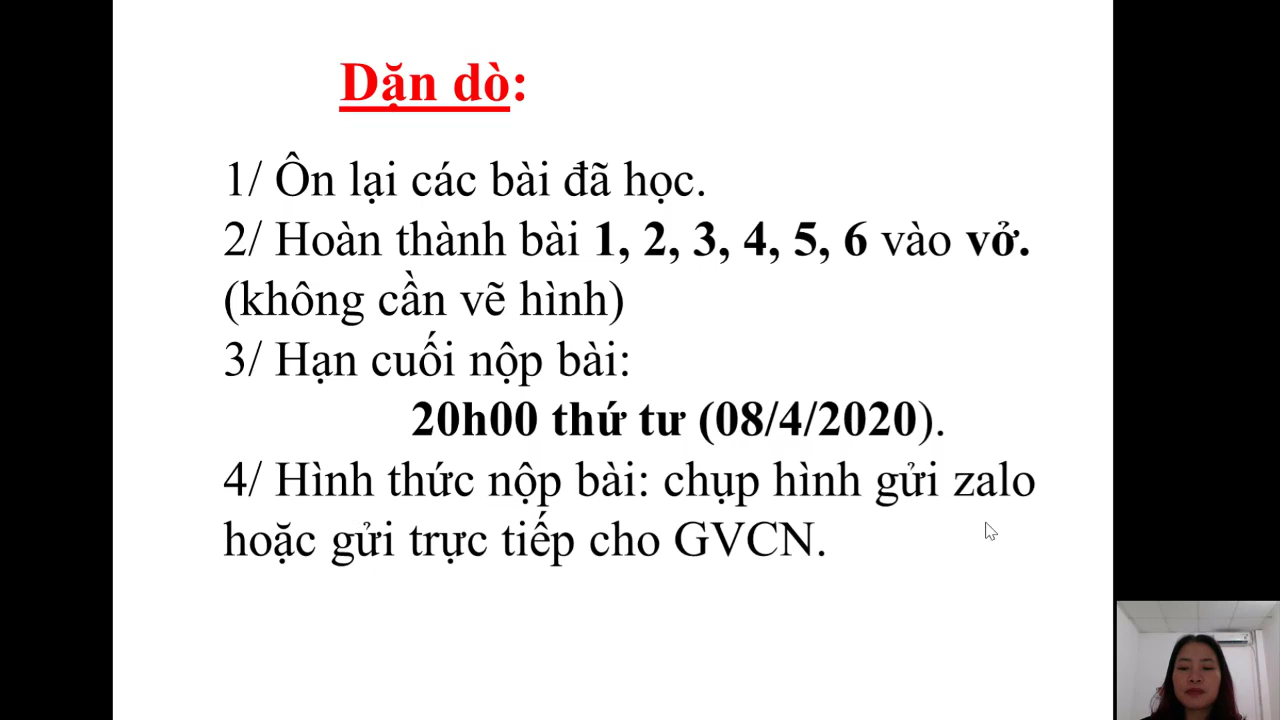 Dặn dò:
1/ Ôn lại các bài đã học.
2/ Hoàn thành bài 1, 2, 3, 4, 5, 6 vào vở.
(không cần vẽ hình)
3/ Hạn cuối nộp bài:
20h00 thứ tư (08/4/2020).
4/ Hình thức nộp bài: chụp hình gửi zalo
hoặc gửi trực tiếp cho GVCN.